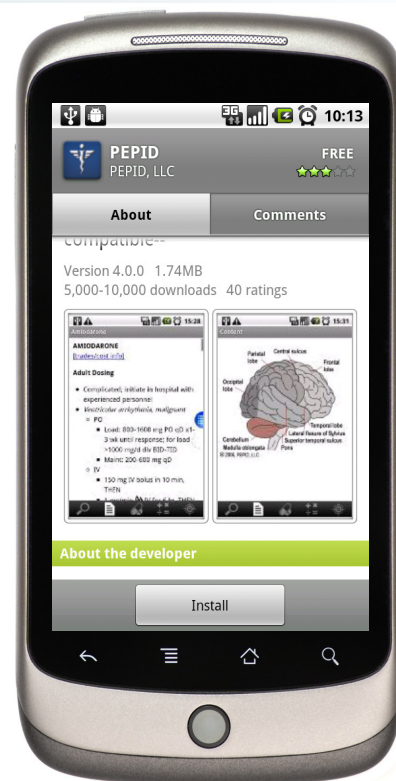 3G
10:13
PEPID
PEPID, LLC
FREE
About
Comments
compatible--
Version 4.0.0 1.74MB
5,000-10,000 downloads 40 ratings
15:28
Amiodarone
AMIODARONE
[trades/cost info]
Adult Dosing
Complicated; initiate in hospital with
experienced personnel
Ventricular arrhythmia, malignant
PO
Load: 800-1600 mg PO qD x1-
3 wk until response; for load
>1000 mg/d div BID-TID
Maint: 200-600 mg qD
IV
150 mg IV bolus in 10 min,
THEN
15:31
Content
Parietal
lobe
Central sulcus
Frontal
lobe
Occipital
lobe
Temporal lobe
Lateral fissure of Sylvius
Superior temporal sulcus
Cerebellum
Medulla oblongata
Pons
© 2006, PEPID, LLC
About the developer
Install